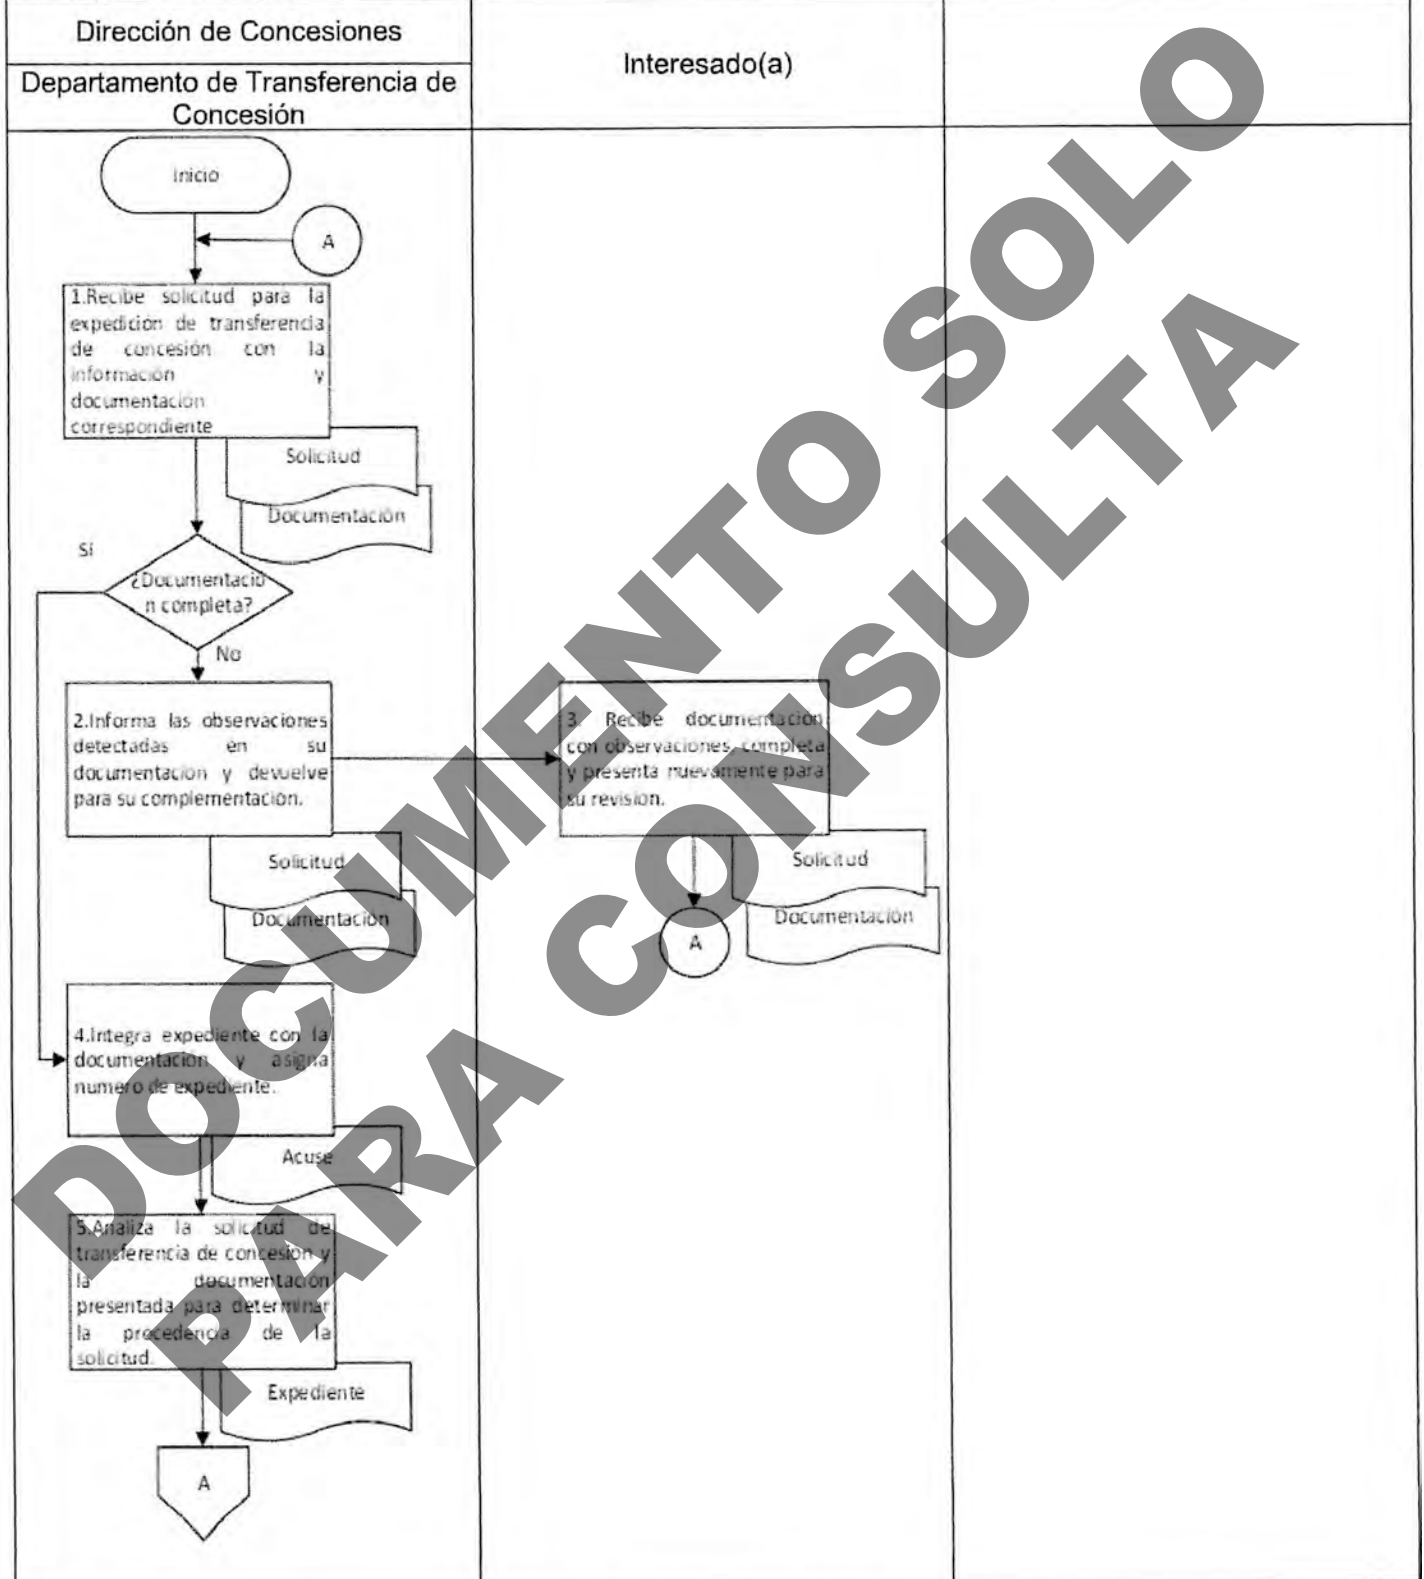 Dirección de Concesiones
Departamento de Transferencia de
Concesión
Interesado(a)
Inicio
A
1.Recibe solicitud para la
expedición de transferencia
de concesión con la
información y
documentación
correspondiente
Solicitud
Documentación
Sí
¿Documentació
n completa?
No
2.Informa las observaciones
detectadas en su
documentación y devuelve
para su complementación.
Solicitud
Documentación
3. Recibe documentación
con observaciones, completa
y presenta nuevamente para
su revisión.
Solicitud
Documentación
A
4.Integra expediente con la
documentación y asigna
numero de expediente.
Acuse
5.Analiza la solicitud de
transferencia de concesión y
la documentación
presentada para determinar
la procedencia de la
solicitud.
Expediente
A
DOCUMENTO SOLO
PARA CONSULTA